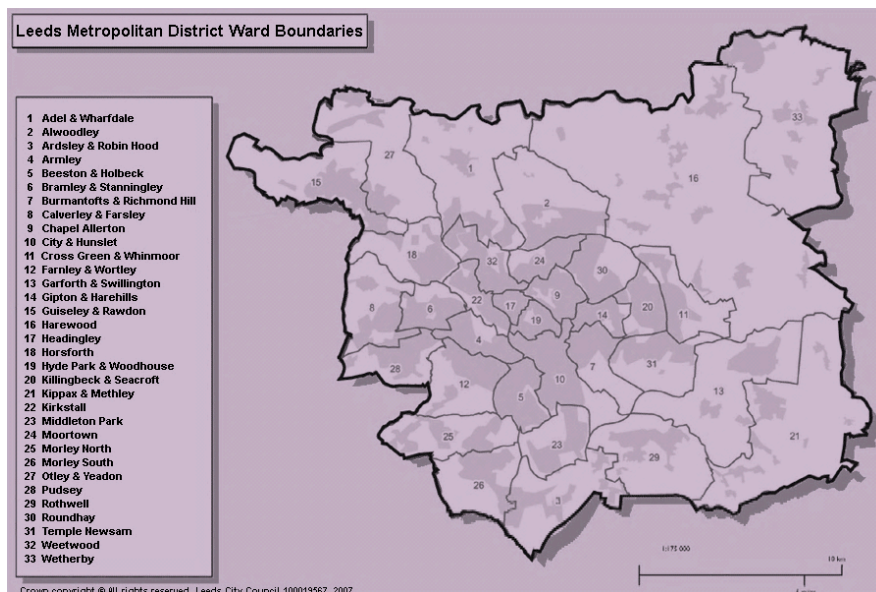 Leeds Metropolitan District Ward Boundaries
1 Adel & Wharfdale
2 Alwoodley
3 Ardsley & Robin Hood
4 Armley
5 Beeston & Holbeck
6 Bramley & Stanningley
7 Burmantofts & Richmond Hill
8 Calverley & Farsley
9 Chapel Allerton
10 City & Hunslet
11 Cross Green & Whinmoor
12 Farnley & Wortley
13 Garforth & Swillington
14 Gipton & Harehills
15 Guiseley & Rawdon
16 Harewood
17 Headingley
18 Horsforth
19 Hyde Park & Woodhouse
20 Killingbeck & Seacroft
21 Kippax & Methley
22 Kirkstall
23 Middleton Park
24 Moortown
25 Morley North
26 Morley South
27 Otley & Yeadon
28 Pudsey
29 Rothwell
30 Roundhay
31 Temple Newsam
32 Weetwood
33 Wetherby
33
27
1
15
16
2
18
32
24
30
9
22
17
8
6
19
14
20
11
4
28
31
7
12
10
13
5
25
23
21
29
26
3
1:175 000
10 km
Crown copyright © All rights reserved. Leeds City Council 100019567, 2007